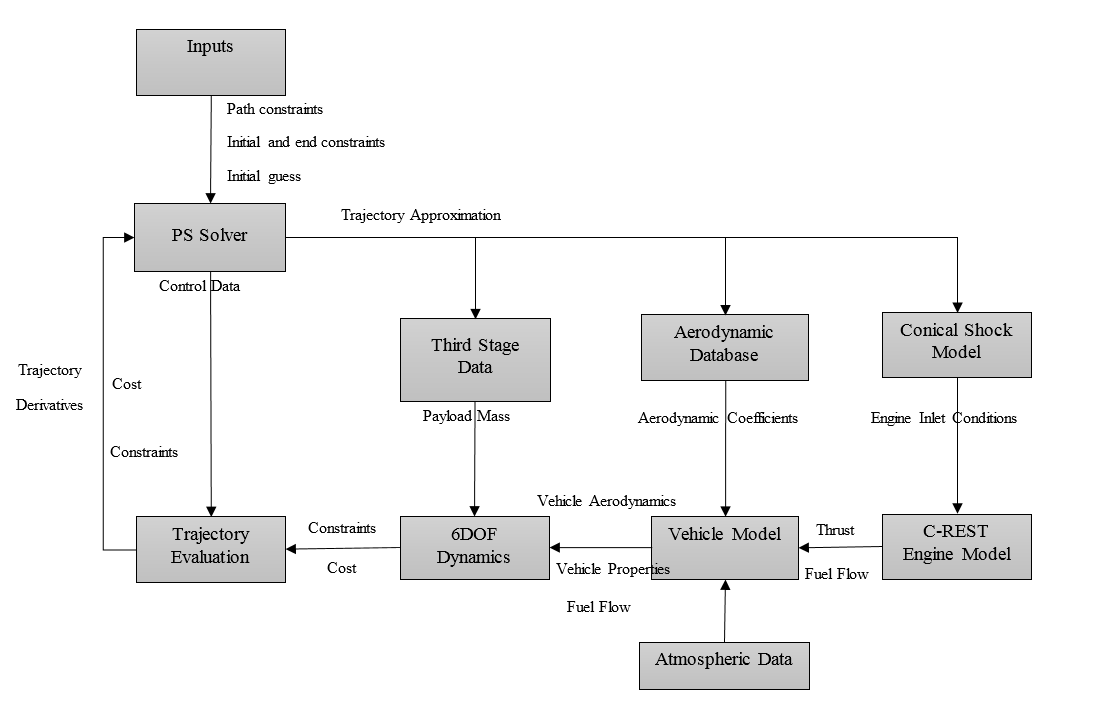 Inputs
Path constraints
Initial and end constraints
Initial guess
Trajectory Approximation
PS Solver
Control Data
Third Stage
Data
Aerodynamic
Database
Conical Shock
Model
Trajectory
Derivatives
Cost
Constraints
Payload Mass
Aerodynamic Coefficients
Engine Inlet Conditions
Vehicle Aerodynamics
Trajectory
Evaluation
Constraints
Cost
6DOF
Dynamics
Vehicle Properties
Fuel Flow
Vehicle Model
Thrust
Fuel Flow
C-REST
Engine Model
Atmospheric Data